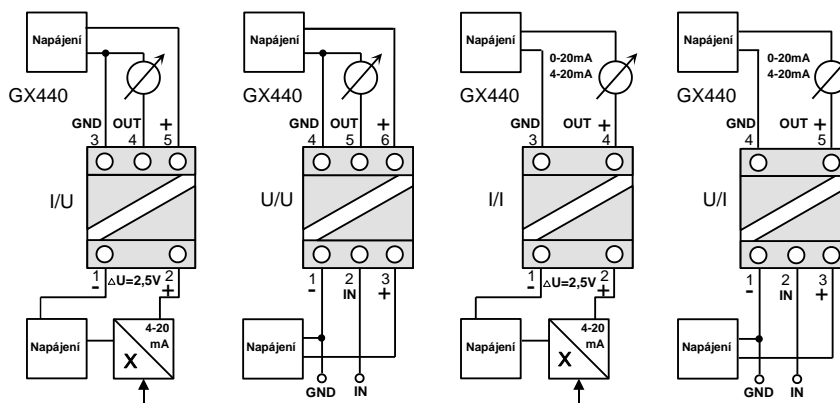 Napájení
GX440
GND OUT +
3 4 5
I/U
1 △U=2,5V 2
- +
Napájení
4-20
mA
X
Napájení
GX440
GND OUT +
4 5 6
U/U
1 2 3
- IN +
Napájení
GND IN
Napájení
0-20mA
4-20mA
GX440
GND OUT +
3 4
I/I
1 △U=2,5V 2
- +
Napájení
4-20
mA
X
Napájení
0-20mA
4-20mA
GX440
GND OUT +
4 5
U/I
1 2 3
- IN +
Napájení
GND IN